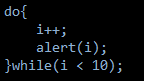 do{
    i++;
    alert(i);
}while(i < 10);